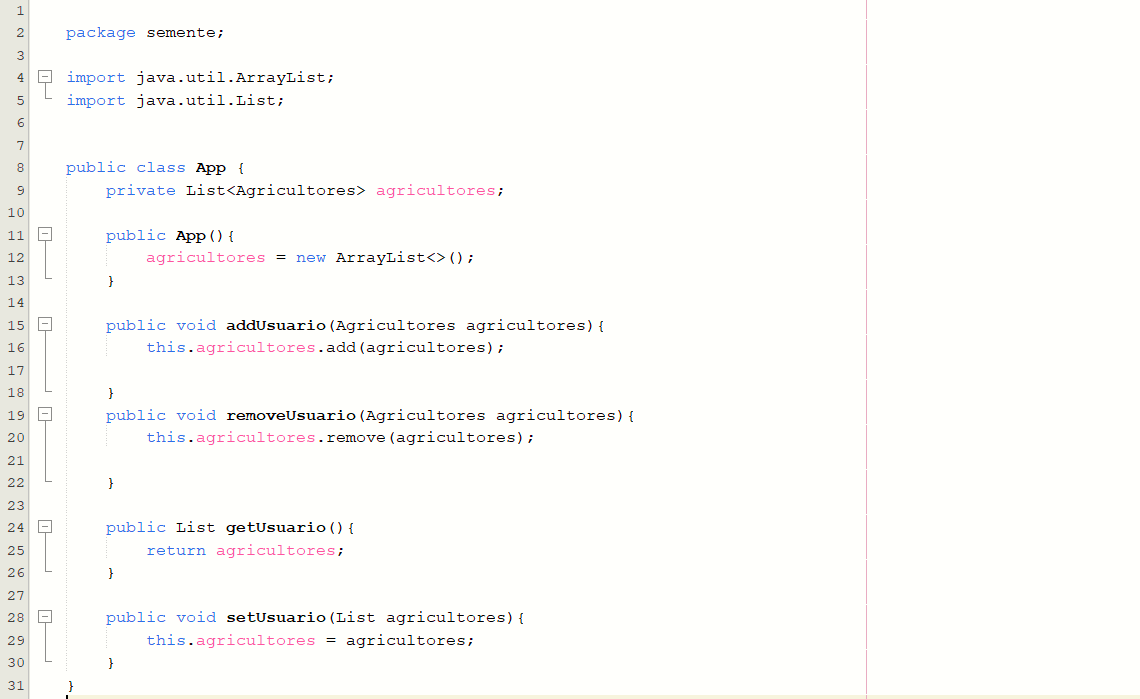 1
2 package semente;
3
4 import java.util.ArrayList;
5 import java.util.List;
6
7
8 public class App {
9     private List<Agricultores> agricultores;
10
11     public App(){
12         agricultores = new ArrayList<>();
13     }
14
15     public void addUsuario(Agricultores agricultores){
16         this.agricultores.add(agricultores);
17
18     }
19     public void removeUsuario(Agricultores agricultores){
20         this.agricultores.remove(agricultores);
21
22     }
23
24     public List getUsuario(){
25         return agricultores;
26     }
27
28     public void setUsuario(List agricultores){
29         this.agricultores = agricultores;
30     }
31 }